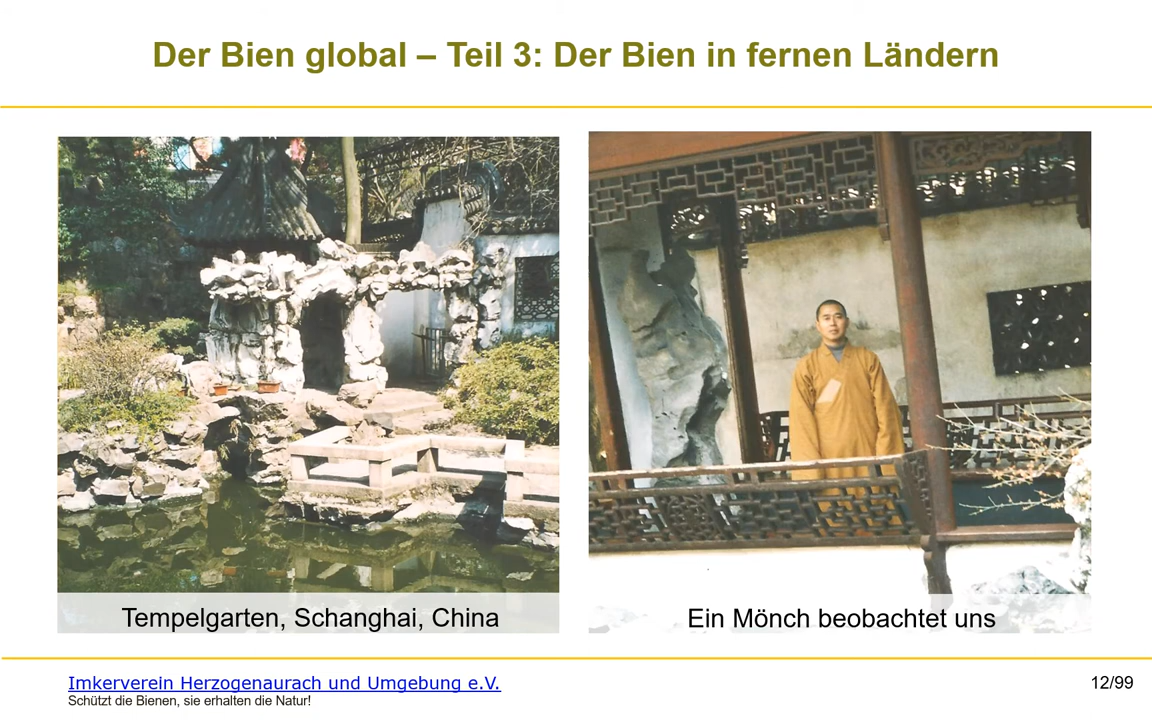 Der Bien global – Teil 3: Der Bien in fernen Ländern
Tempelgarten, Schanghai, China
Ein Mönch beobachtet uns
Imkerverein Herzogenaurach und Umgebung e.V.
Schützt die Bienen, sie erhalten die Natur!
12/99